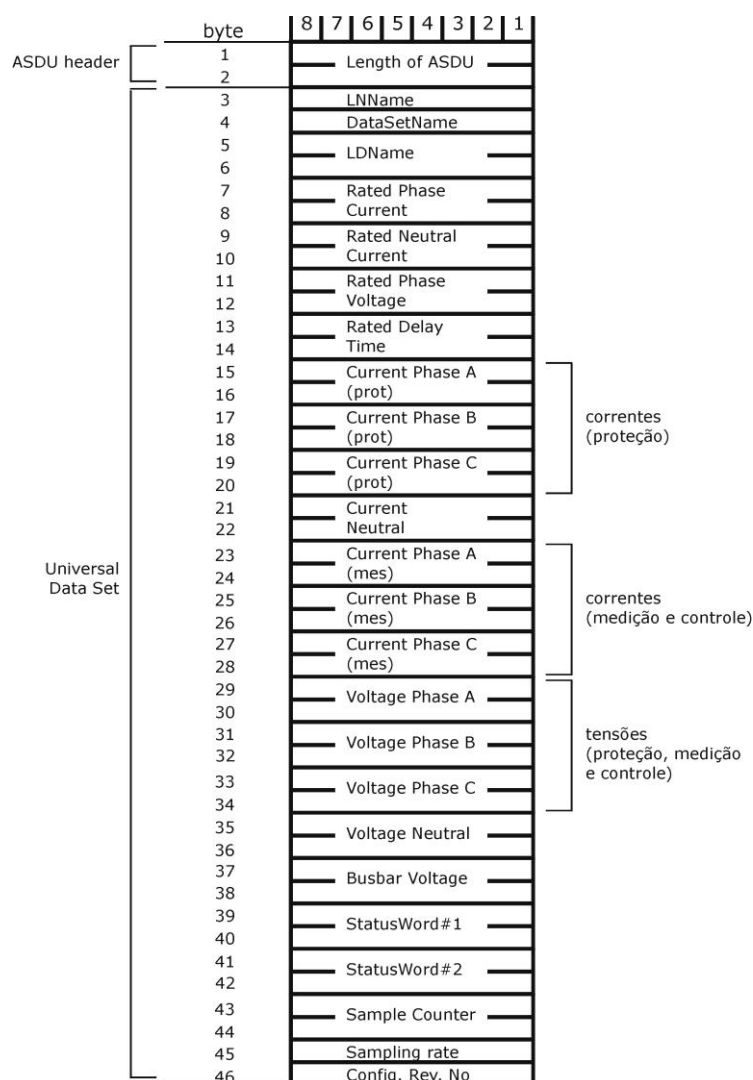 byte 8 7 6 5 4 3 2 1
ASDU header
1
2
Length of ASDU
Universal
Data Set
3 LNName
4 DataSetName
5
6
LDName
7
8
Rated Phase
Current
9
10
Rated Neutral
Current
11
12
Rated Phase
Voltage
13
14
Rated Delay
Time
15
16
Current Phase A
(prot)
17
18
Current Phase B
(prot)
19
20
Current Phase C
(prot)
correntes
(proteção)
21
22
Current
Neutral
23
24
Current Phase A
(mes)
25
26
Current Phase B
(mes)
27
28
Current Phase C
(mes)
correntes
(medição e controle)
29
30
Voltage Phase A
31
32
Voltage Phase B
33
34
Voltage Phase C
tensões
(proteção, medição
e controle)
35
36
Voltage Neutral
37
38
Busbar Voltage
39
40
StatusWord#1
41
42
StatusWord#2
43
44
Sample Counter
45 Sampling rate
46 Config. Rev. No